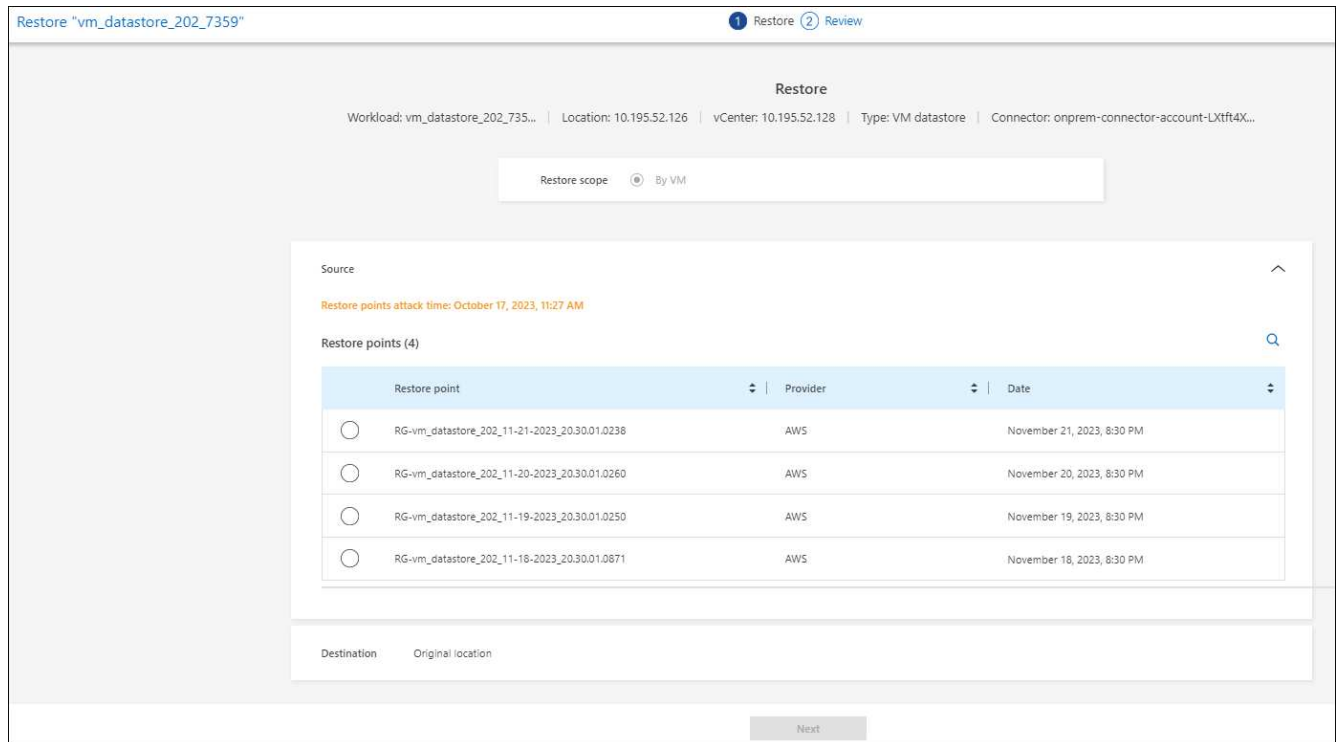 Restore "vm_datastore_202_7359"
1 Restore 2 Review
Restore
Workload: vm_datastore_202_735... | Location: 10.195.52.126 | vCenter: 10.195.52.128 | Type: VM datastore | Connector: onprem-connector-account-LXtft4X...
Restore scope By VM
Source
Restore points attack time: October 17, 2023, 11:27 AM
Restore points (4)
Restore point Provider Date
RG-vm_datastore_202_11-21-2023_20.30.01.0238 AWS November 21, 2023, 8:30 PM
RG-vm_datastore_202_11-20-2023_20.30.01.0260 AWS November 20, 2023, 8:30 PM
RG-vm_datastore_202_11-19-2023_20.30.01.0250 AWS November 19, 2023, 8:30 PM
RG-vm_datastore_202_11-18-2023_20.30.01.0871 AWS November 18, 2023, 8:30 PM
Destination Original location
Next